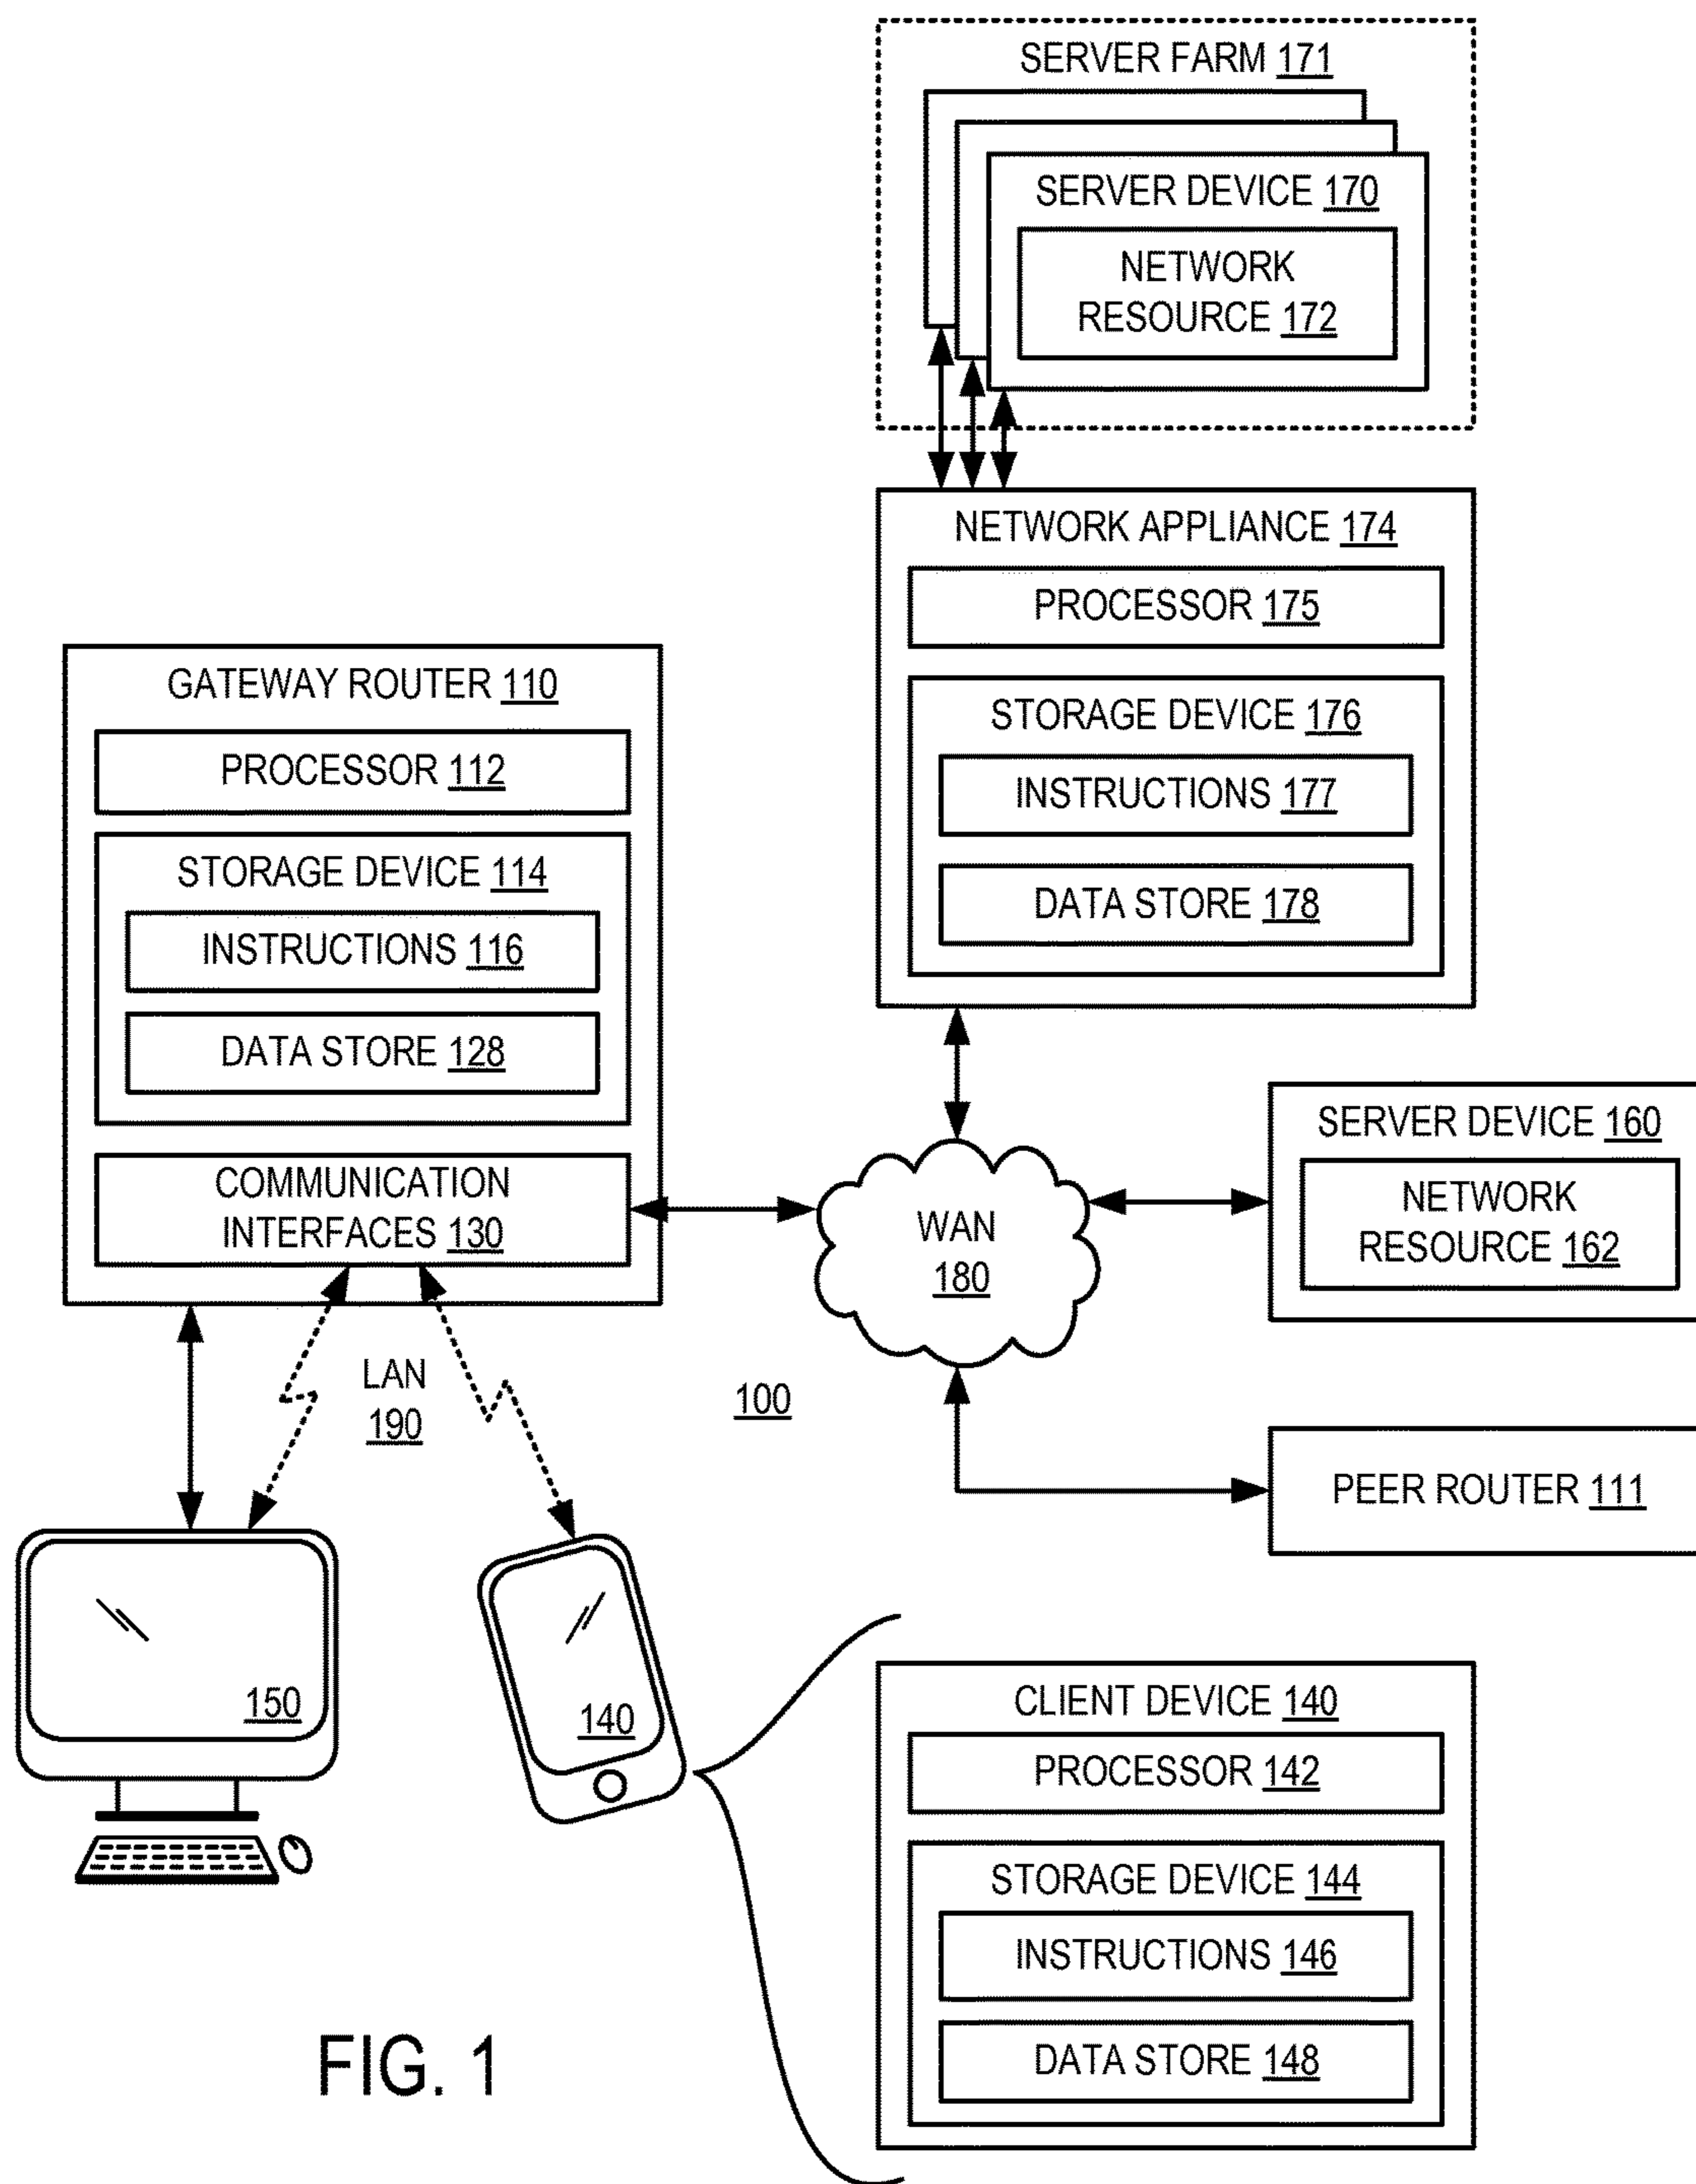 SERVER FARM 171
SERVER DEVICE 170
NETWORK
RESOURCE 172
NETWORK APPLIANCE 174
PROCESSOR 175
STORAGE DEVICE 176
INSTRUCTIONS 177
DATA STORE 178
GATEWAY ROUTER 110
PROCESSOR 112
STORAGE DEVICE 114
INSTRUCTIONS 116
DATA STORE 128
COMMUNICATION
INTERFACES 130
WAN
180
SERVER DEVICE 160
NETWORK
RESOURCE 162
LAN
190
100
PEER ROUTER 111
150
140
CLIENT DEVICE 140
PROCESSOR 142
STORAGE DEVICE 144
INSTRUCTIONS 146
DATA STORE 148
FIG. 1